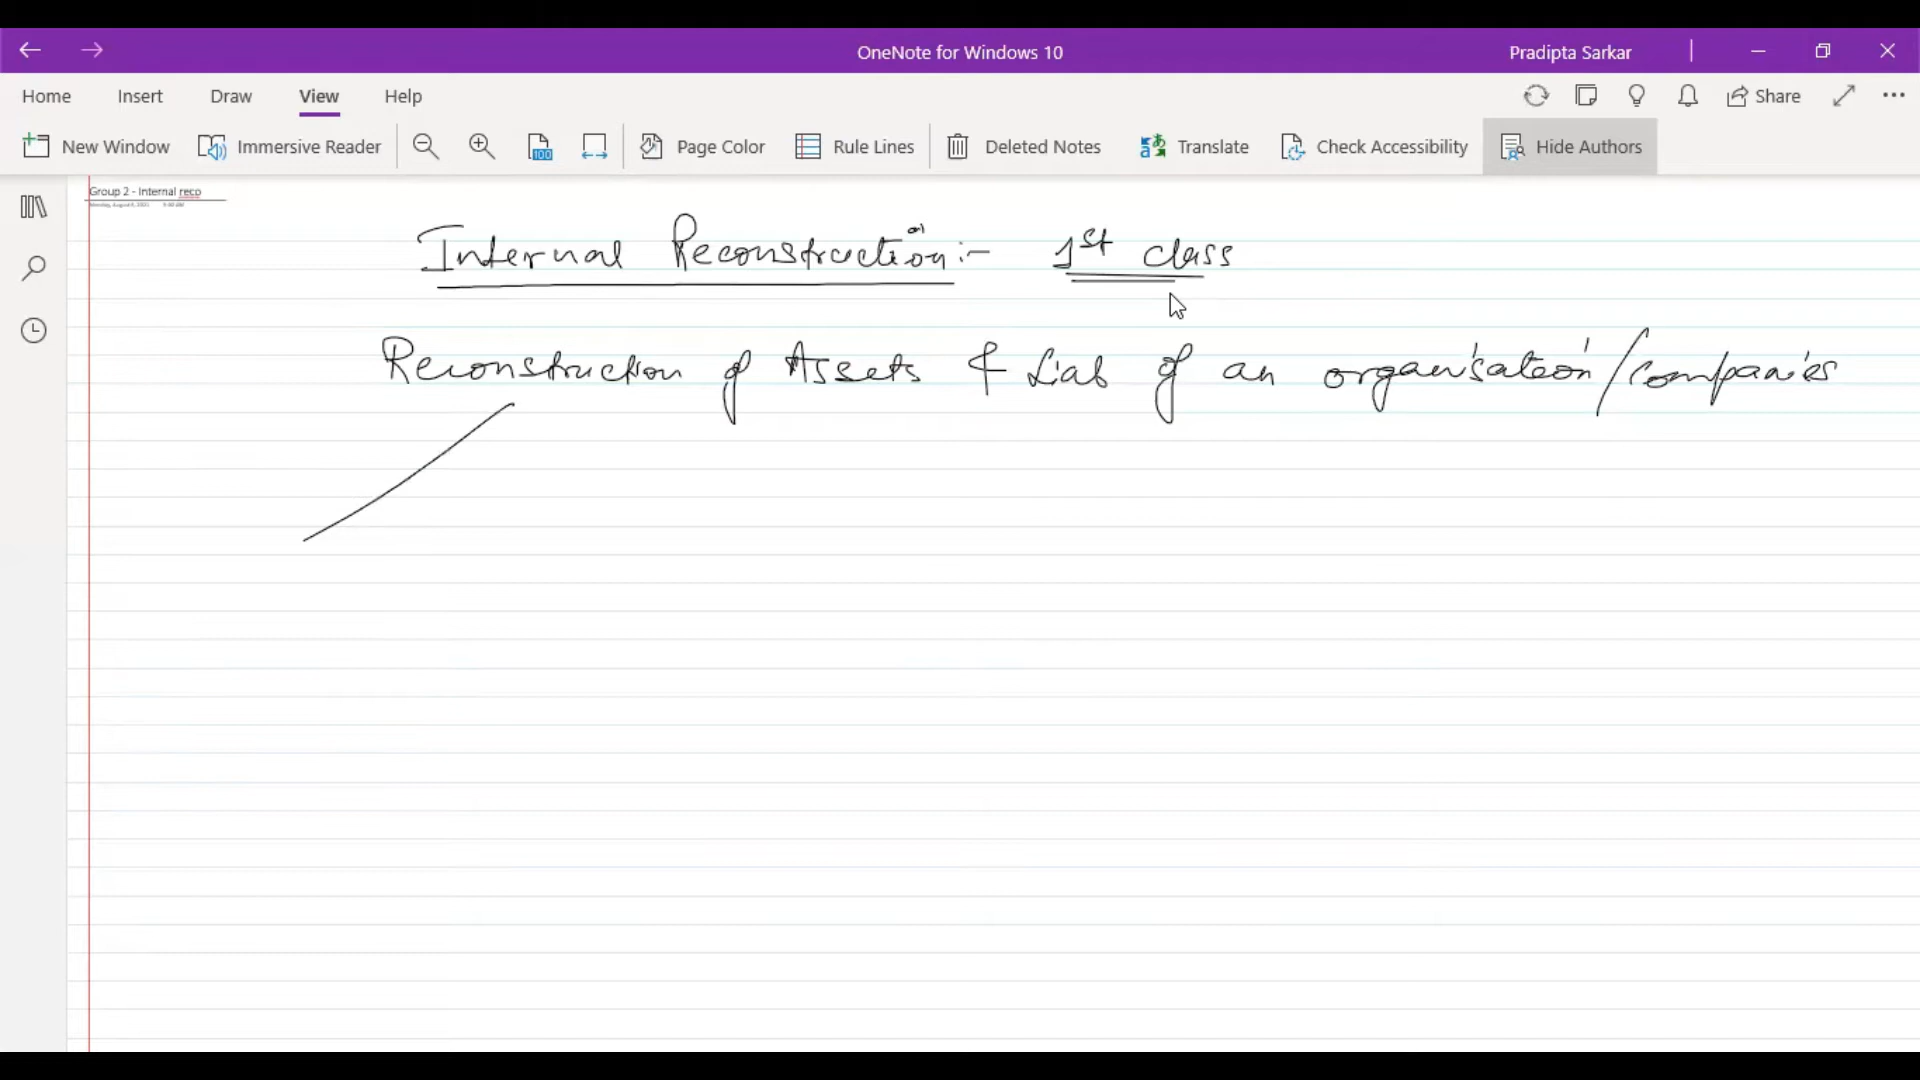 OneNote for Windows 10
Pradipta Sarkar
Home Insert Draw View Help
Share
New Window Immersive Reader 100 Page Color Rule Lines Deleted Notes Translate Check Accessibility Hide Authors
Group 2 - Internal reco
Internal Reconstruction :- 1st class
Reconstruction of Assets & Liab of an organisation/companies